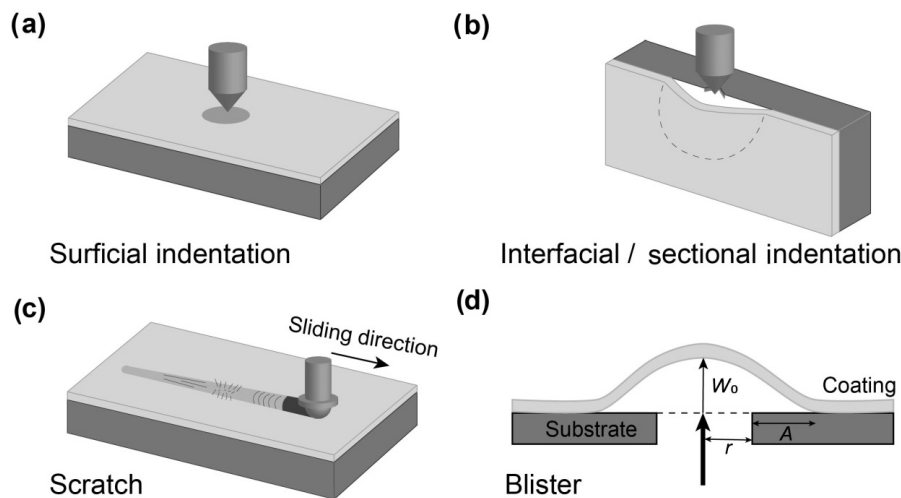 (a)
Surficial indentation
(b)
Interfacial / sectional indentation
(c)
Sliding direction
Scratch
(d)
W₀
Coating
Substrate
r
A
Blister